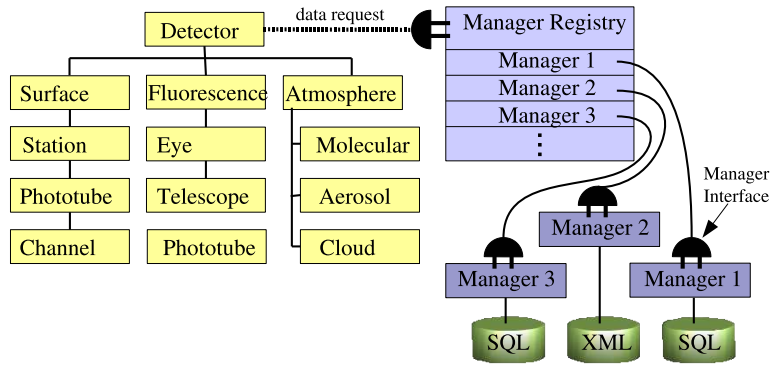 data request
Detector
Manager Registry
Manager 1
Manager 2
Manager 3
Surface
Fluorescence
Atmosphere
Station
Eye
Molecular
Phototube
Telescope
Aerosol
Channel
Phototube
Cloud
Manager
Interface
Manager 2
Manager 3
Manager 1
SQL
XML
SQL